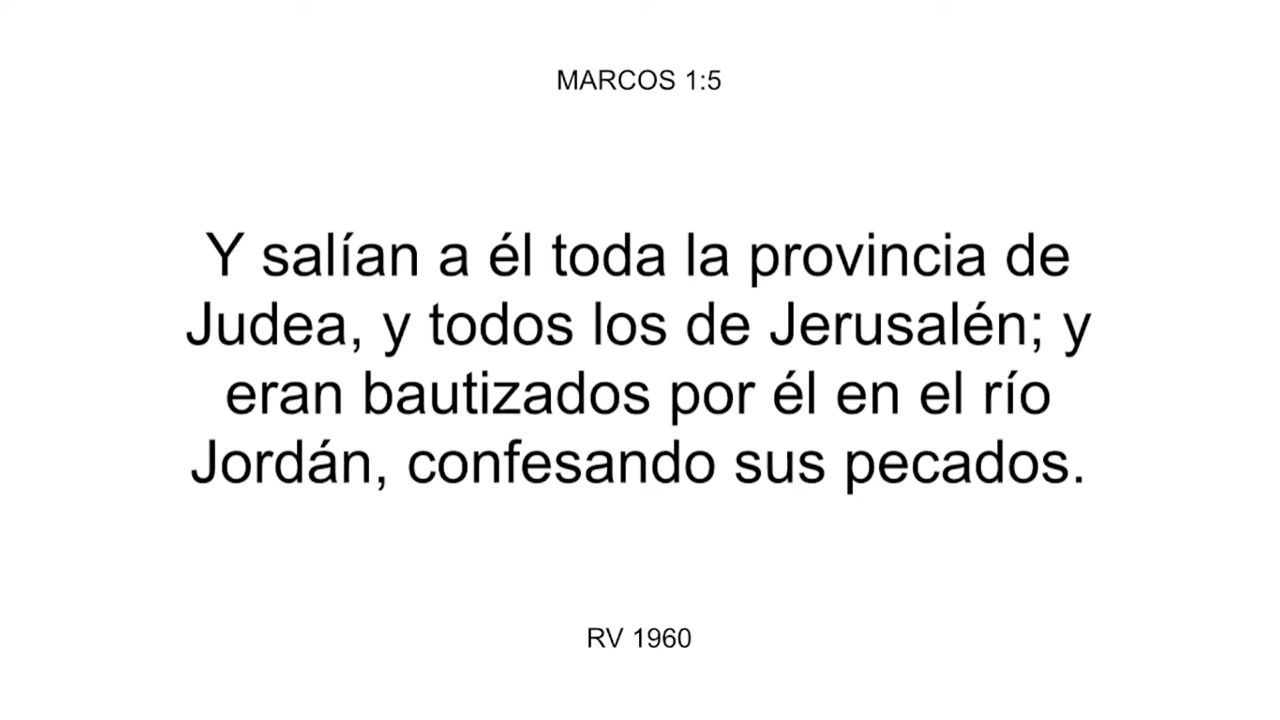 MARCOS 1:5
Y salían a él toda la provincia de
Judea, y todos los de Jerusalén; y
eran bautizados por él en el río
Jordán, confesando sus pecados.
RV 1960